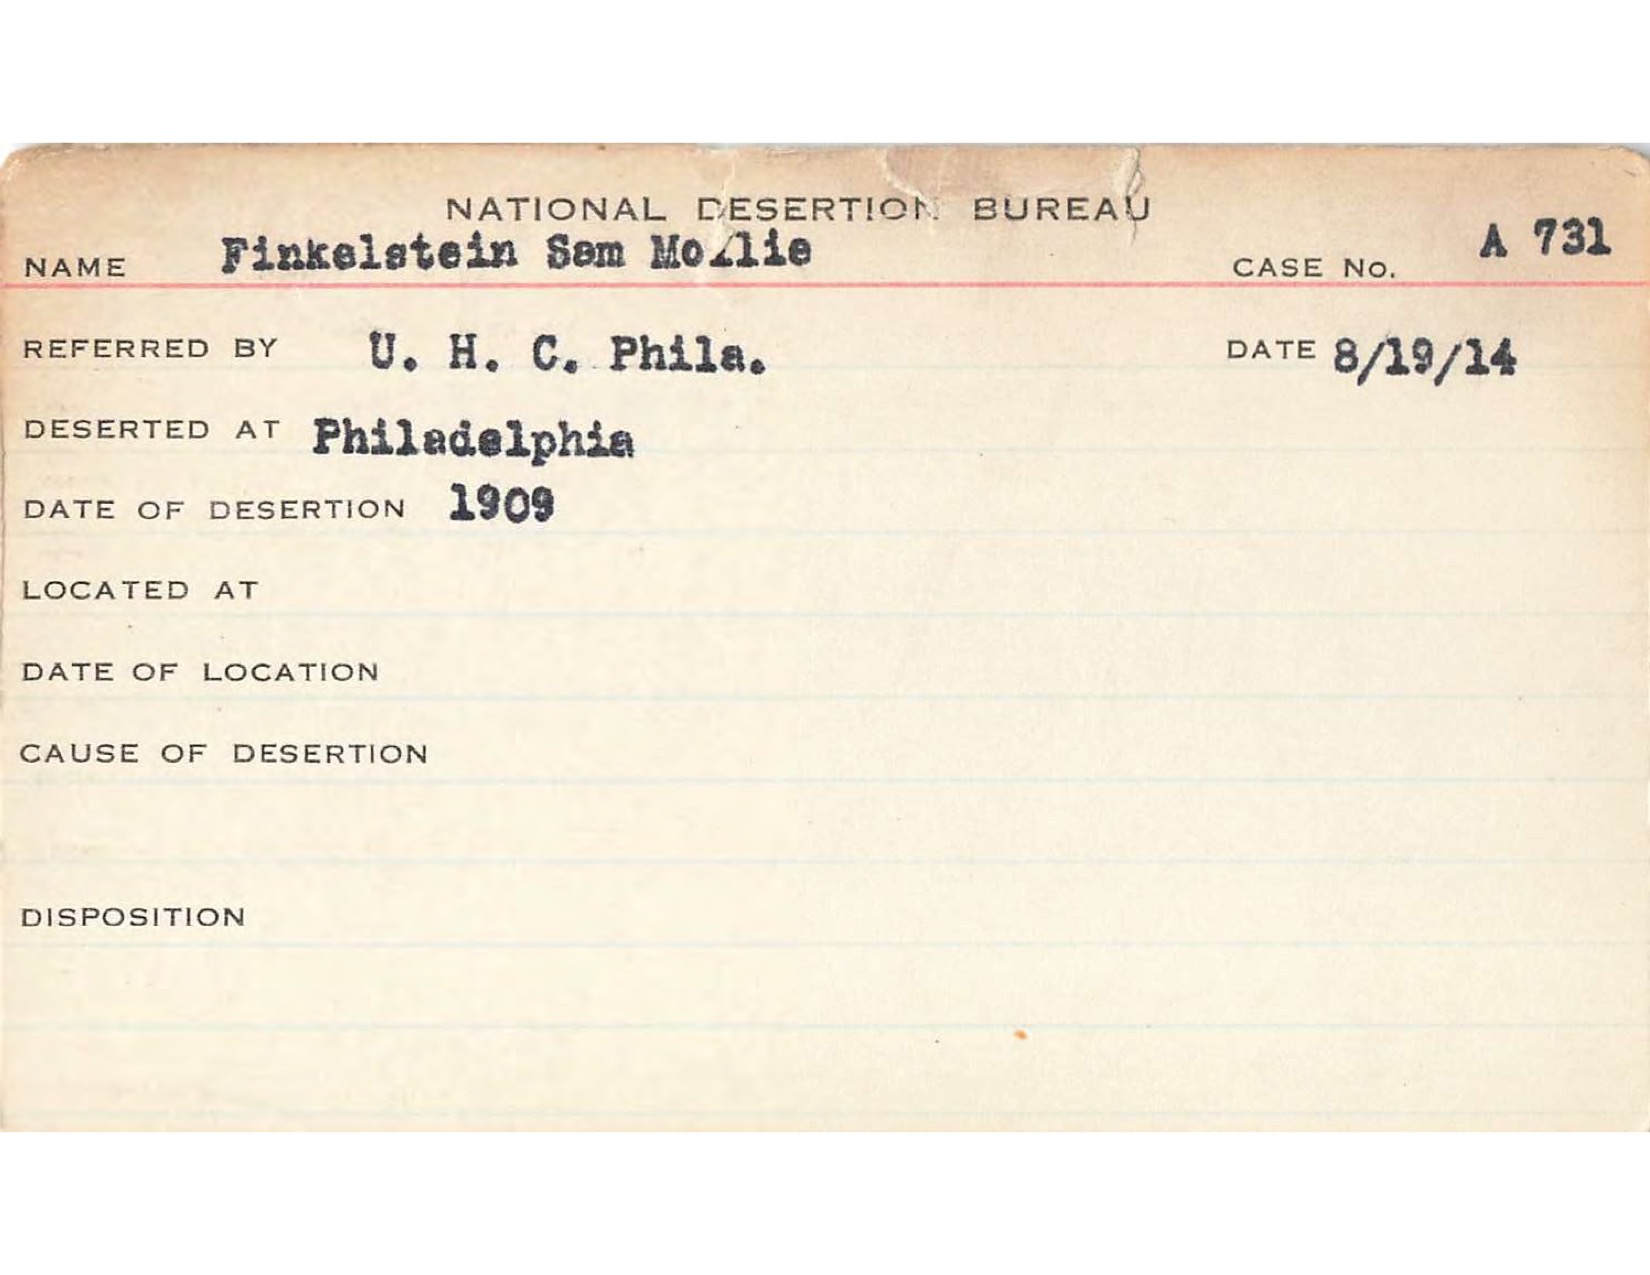 NATIONAL DESERTION BUREAU
NAME Finkelstein Sam Mollie CASE No. A 731
REFERRED BY U. H. C. Phila. DATE 8/19/14
DESERTED AT Philadelphia
DATE OF DESERTION 1909
LOCATED AT
DATE OF LOCATION
CAUSE OF DESERTION
DISPOSITION